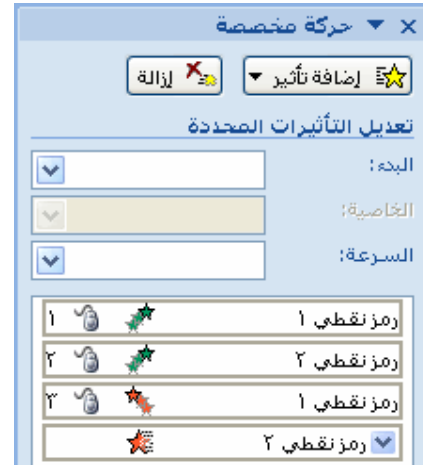 حركة مخصصة
إضافة تأثير إزالة
تعديل التأثيرات المحددة
البدء:
الخاصية:
السرعة:
رمز نقطي ١ ١
رمز نقطي ٢ ٢
رمز نقطي ١ ٣
رمز نقطي ٢